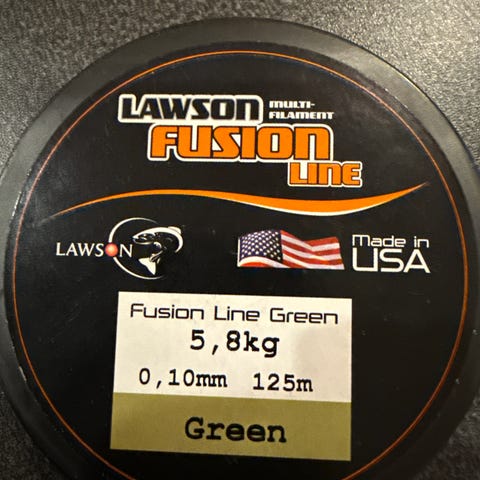 LAWSON MULTI-
FILAMENT
FUSION
LINE
LAWSON
Made in
USA
Fusion Line Green
5,8kg
0,10mm 125m
Green